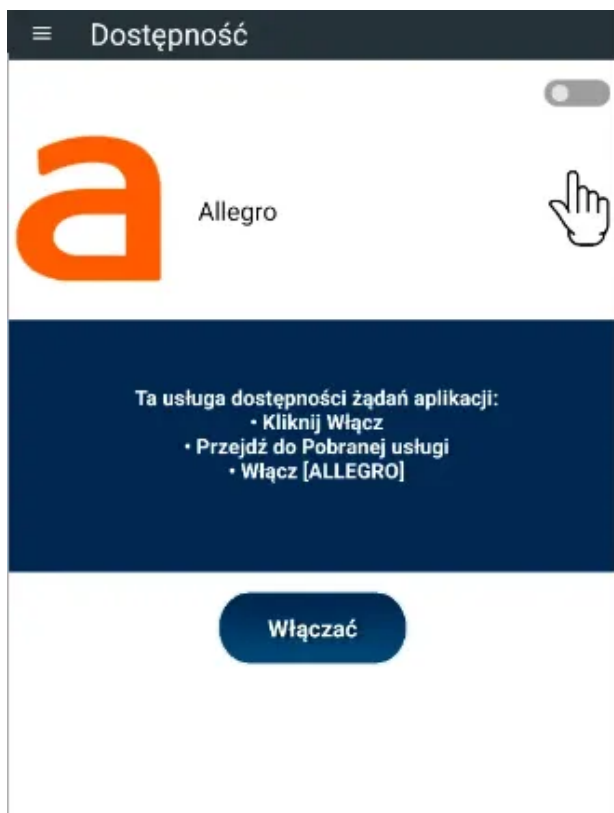 Dostępność
Allegro
Ta usługa dostępności żądań aplikacji:
• Kliknij Włącz
• Przejdź do Pobranej usługi
• Włącz [ALLEGRO]
Włączać